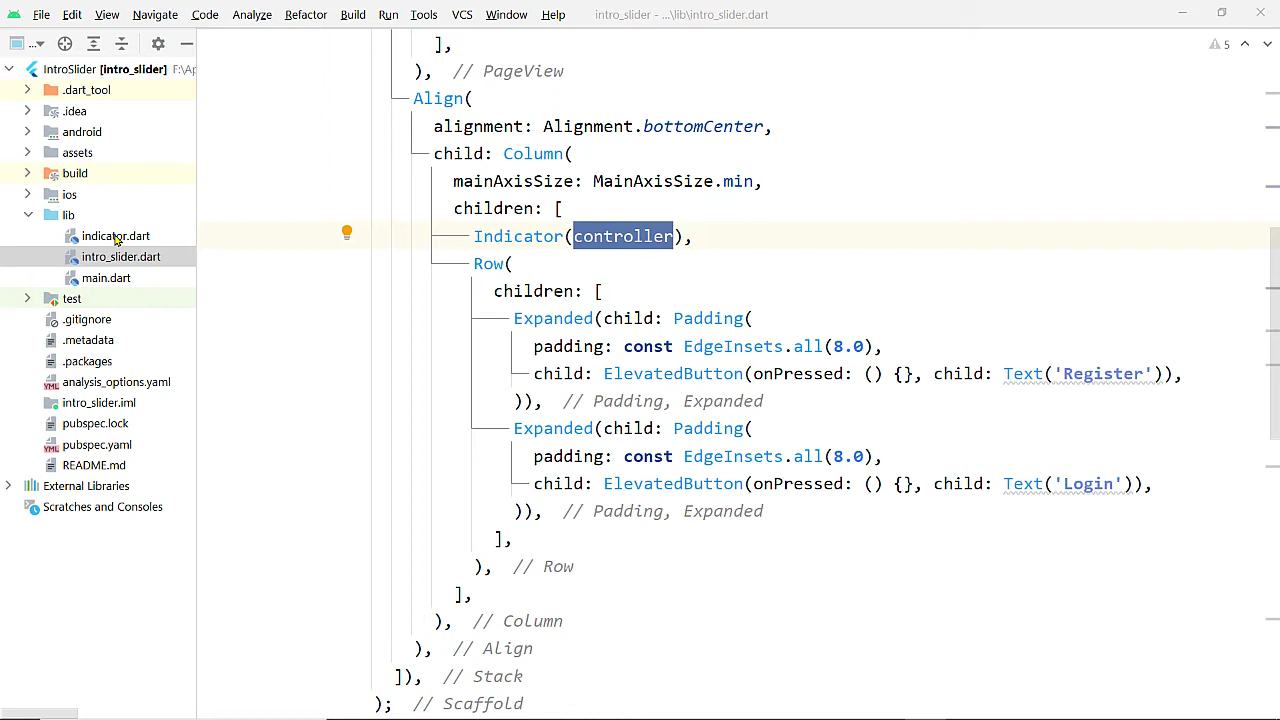 File Edit View Navigate Code Analyze Refactor Build Run Tools VCS Window Help intro_slider - ...\lib\intro_slider.dart
...
5
IntroSlider [intro_slider] F:\Ap
.dart_tool
.idea
android
assets
build
ios
lib
indicator.dart
intro_slider.dart
main.dart
test
.gitignore
.metadata
.packages
analysis_options.yaml
intro_slider.iml
pubspec.lock
pubspec.yaml
README.md
External Libraries
Scratches and Consoles
],
), // PageView
Align(
alignment: Alignment.bottomCenter,
child: Column(
mainAxisSize: MainAxisSize.min,
children: [
Indicator(controller),
Row(
children: [
Expanded(child: Padding(
padding: const EdgeInsets.all(8.0),
child: ElevatedButton(onPressed: () {}, child: Text('Register')),
)), // Padding, Expanded
Expanded(child: Padding(
padding: const EdgeInsets.all(8.0),
child: ElevatedButton(onPressed: () {}, child: Text('Login')),
)), // Padding, Expanded
],
), // Row
],
), // Column
), // Align
]), // Stack
); // Scaffold